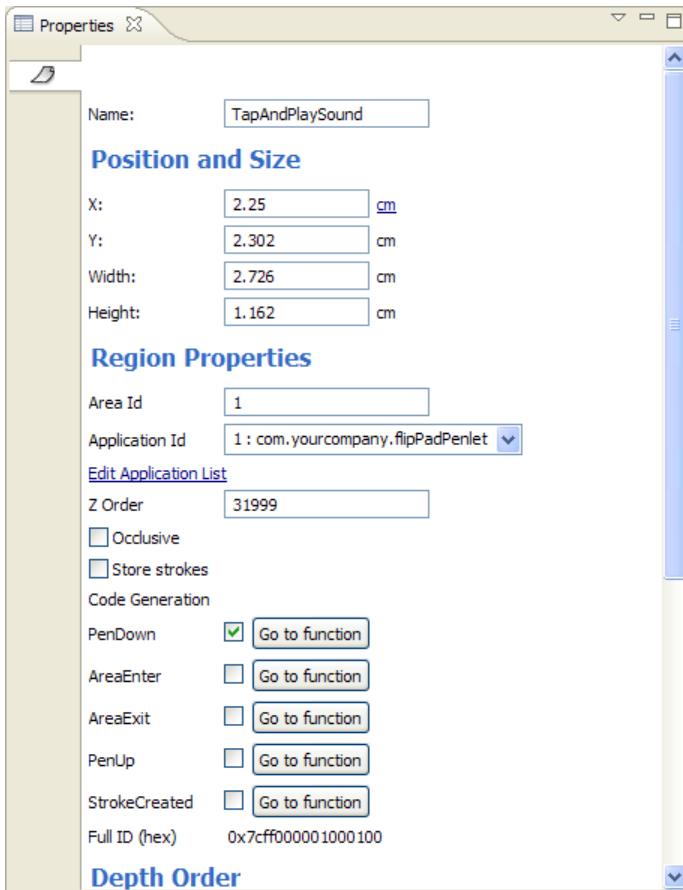 Properties
Name: TapAndPlaySound
Position and Size
X: 2.25 cm
Y: 2.302 cm
Width: 2.726 cm
Height: 1.162 cm
Region Properties
Area Id 1
Application Id 1 : com.yourcompany.flipPadPenlet
Edit Application List
Z Order 31999
Occlusive
Store strokes
Code Generation
PenDown Go to function
AreaEnter Go to function
AreaExit Go to function
PenUp Go to function
StrokeCreated Go to function
Full ID (hex) 0x7cff000001000100
Depth Order